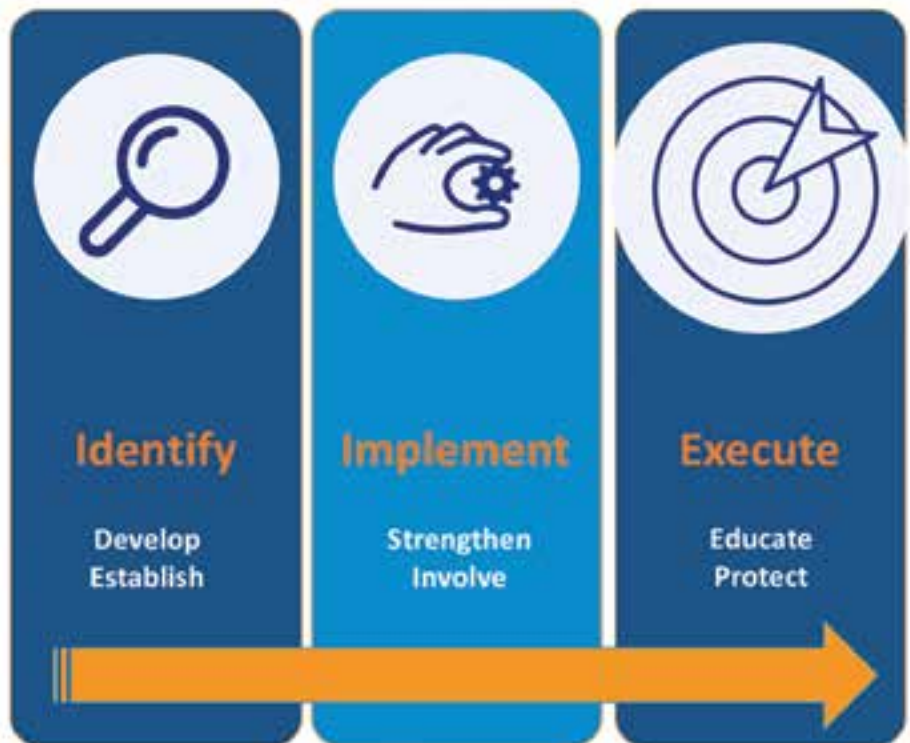 Identify
Develop
Establish
Implement
Strengthen
Involve
Execute
Educate
Protect